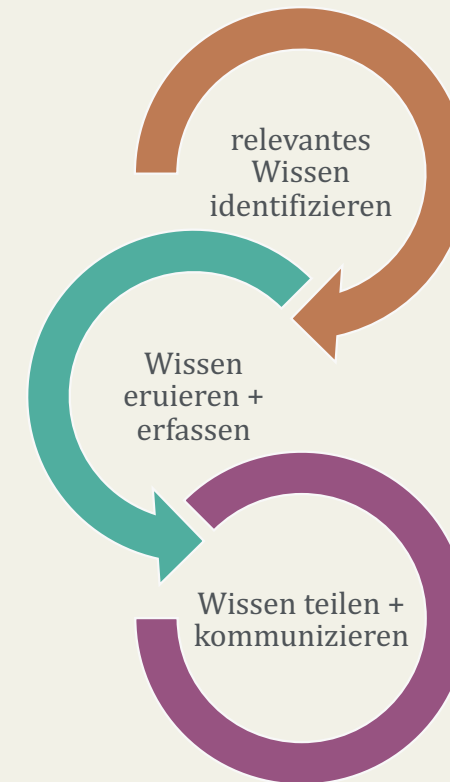 relevantes
Wissen
identifizieren
Wissen
eruieren +
erfassen
Wissen teilen +
kommunizieren